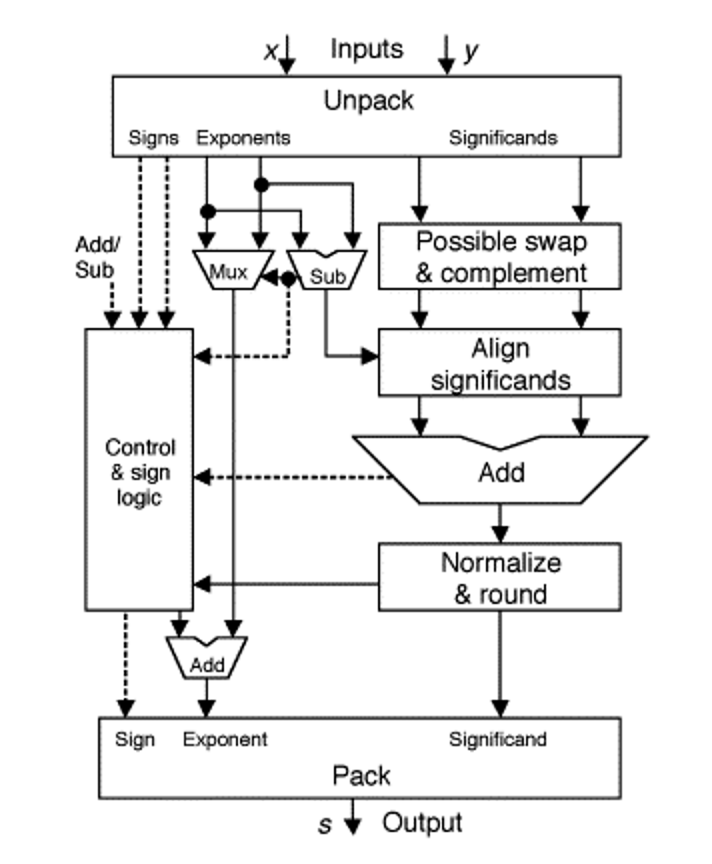 x Inputs y
Unpack
Signs Exponents Significands
Add/
Sub
Mux
Sub
Possible swap
& complement
Align
significands
Control
& sign
logic
Add
Normalize
& round
Add
Sign Exponent Significand
Pack
s Output